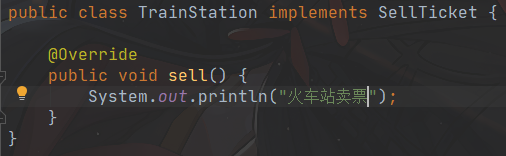 public class TrainStation implements SellTicket {
@Override
public void sell() {
System.out.println("火车站卖票");
}
}